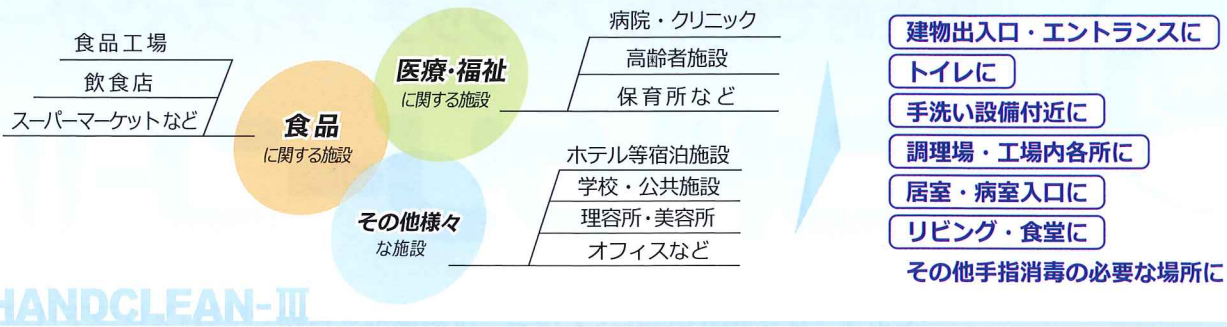 食品工場
飲食店
スーパーマーケットなど
食品
に関する施設
医療・福祉
に関する施設
病院・クリニック
高齢者施設
保育所など
その他様々
な施設
ホテル等宿泊施設
学校・公共施設
理容所・美容所
オフィスなど
建物出入口・エントランスに
トイレに
手洗い設備付近に
調理場・工場内各所に
居室・病室入口に
リビング・食堂に
その他手指消毒の必要な場所に
HANDCLEAN-III